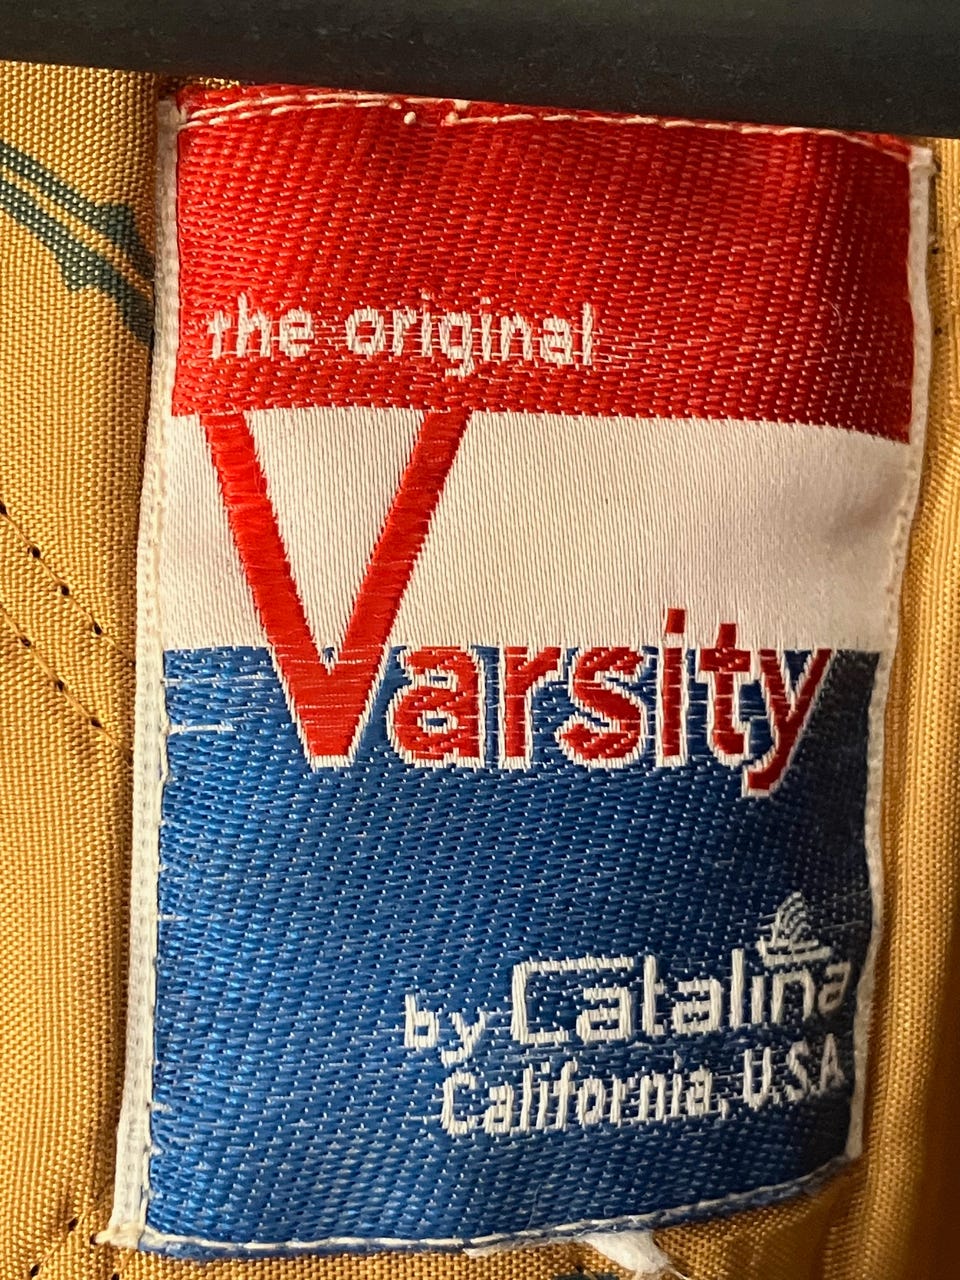 the original
Varsity
by Catalina
California, U.S.A